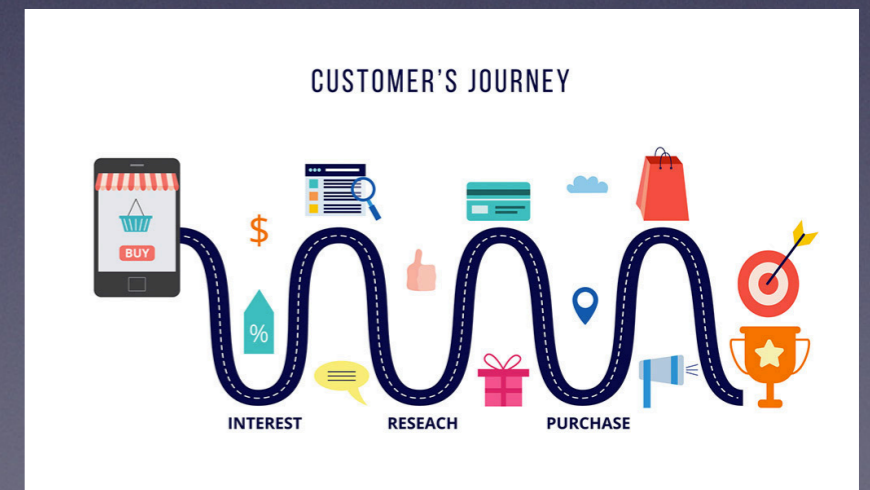 CUSTOMER'S JOURNEY
BUY
$
%
INTEREST
RESEACH
PURCHASE